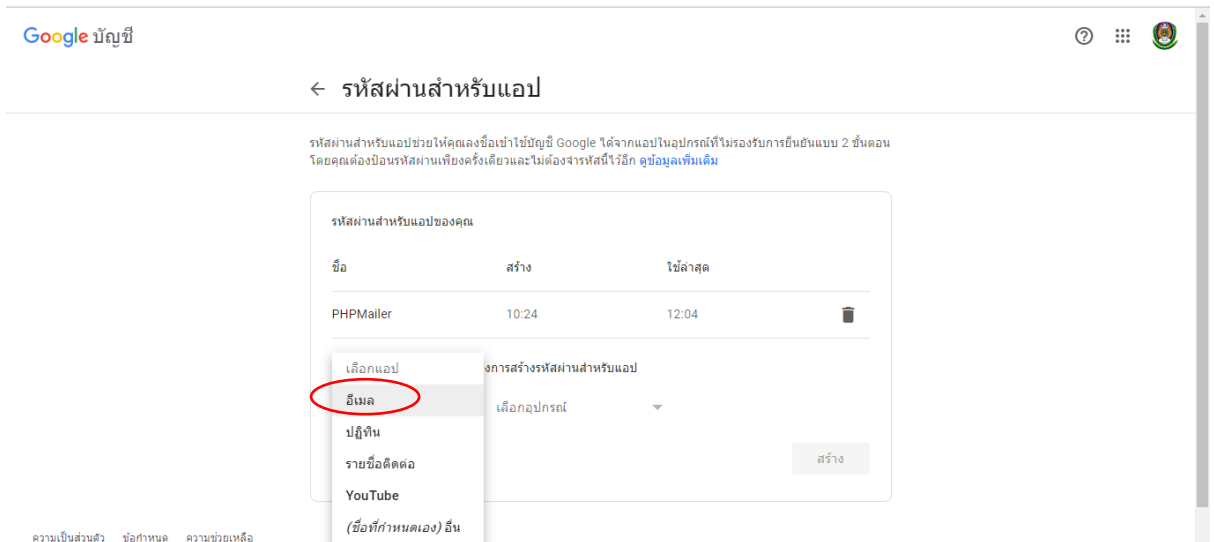 Google บัญชี
รหัสผ่านสำหรับแอป
รหัสผ่านสำหรับแอปช่วยให้คุณลงชื่อเข้าใช้บัญชี Google ได้จากแอปในอุปกรณ์ที่ไม่รองรับการยืนยันแบบ 2 ขั้นตอน
โดยคุณต้องป้อนรหัสผ่านเพียงครั้งเดียวและไม่ต้องจำรหัสนี้ไว้อีก ดูข้อมูลเพิ่มเติม
รหัสผ่านสำหรับแอปของคุณ
ชื่อ สร้าง ใช้ล่าสุด
PHPMailer 10:24 12:04
เลือกแอป งการสร้างรหัสผ่านสำหรับแอป
อีเมล
เลือกอุปกรณ์
ปฏิทิน
รายชื่อติดต่อ
สร้าง
YouTube
(ชื่อที่กำหนดเอง) อื่น
ความเป็นส่วนตัว ข้อกำหนด ความช่วยเหลือ